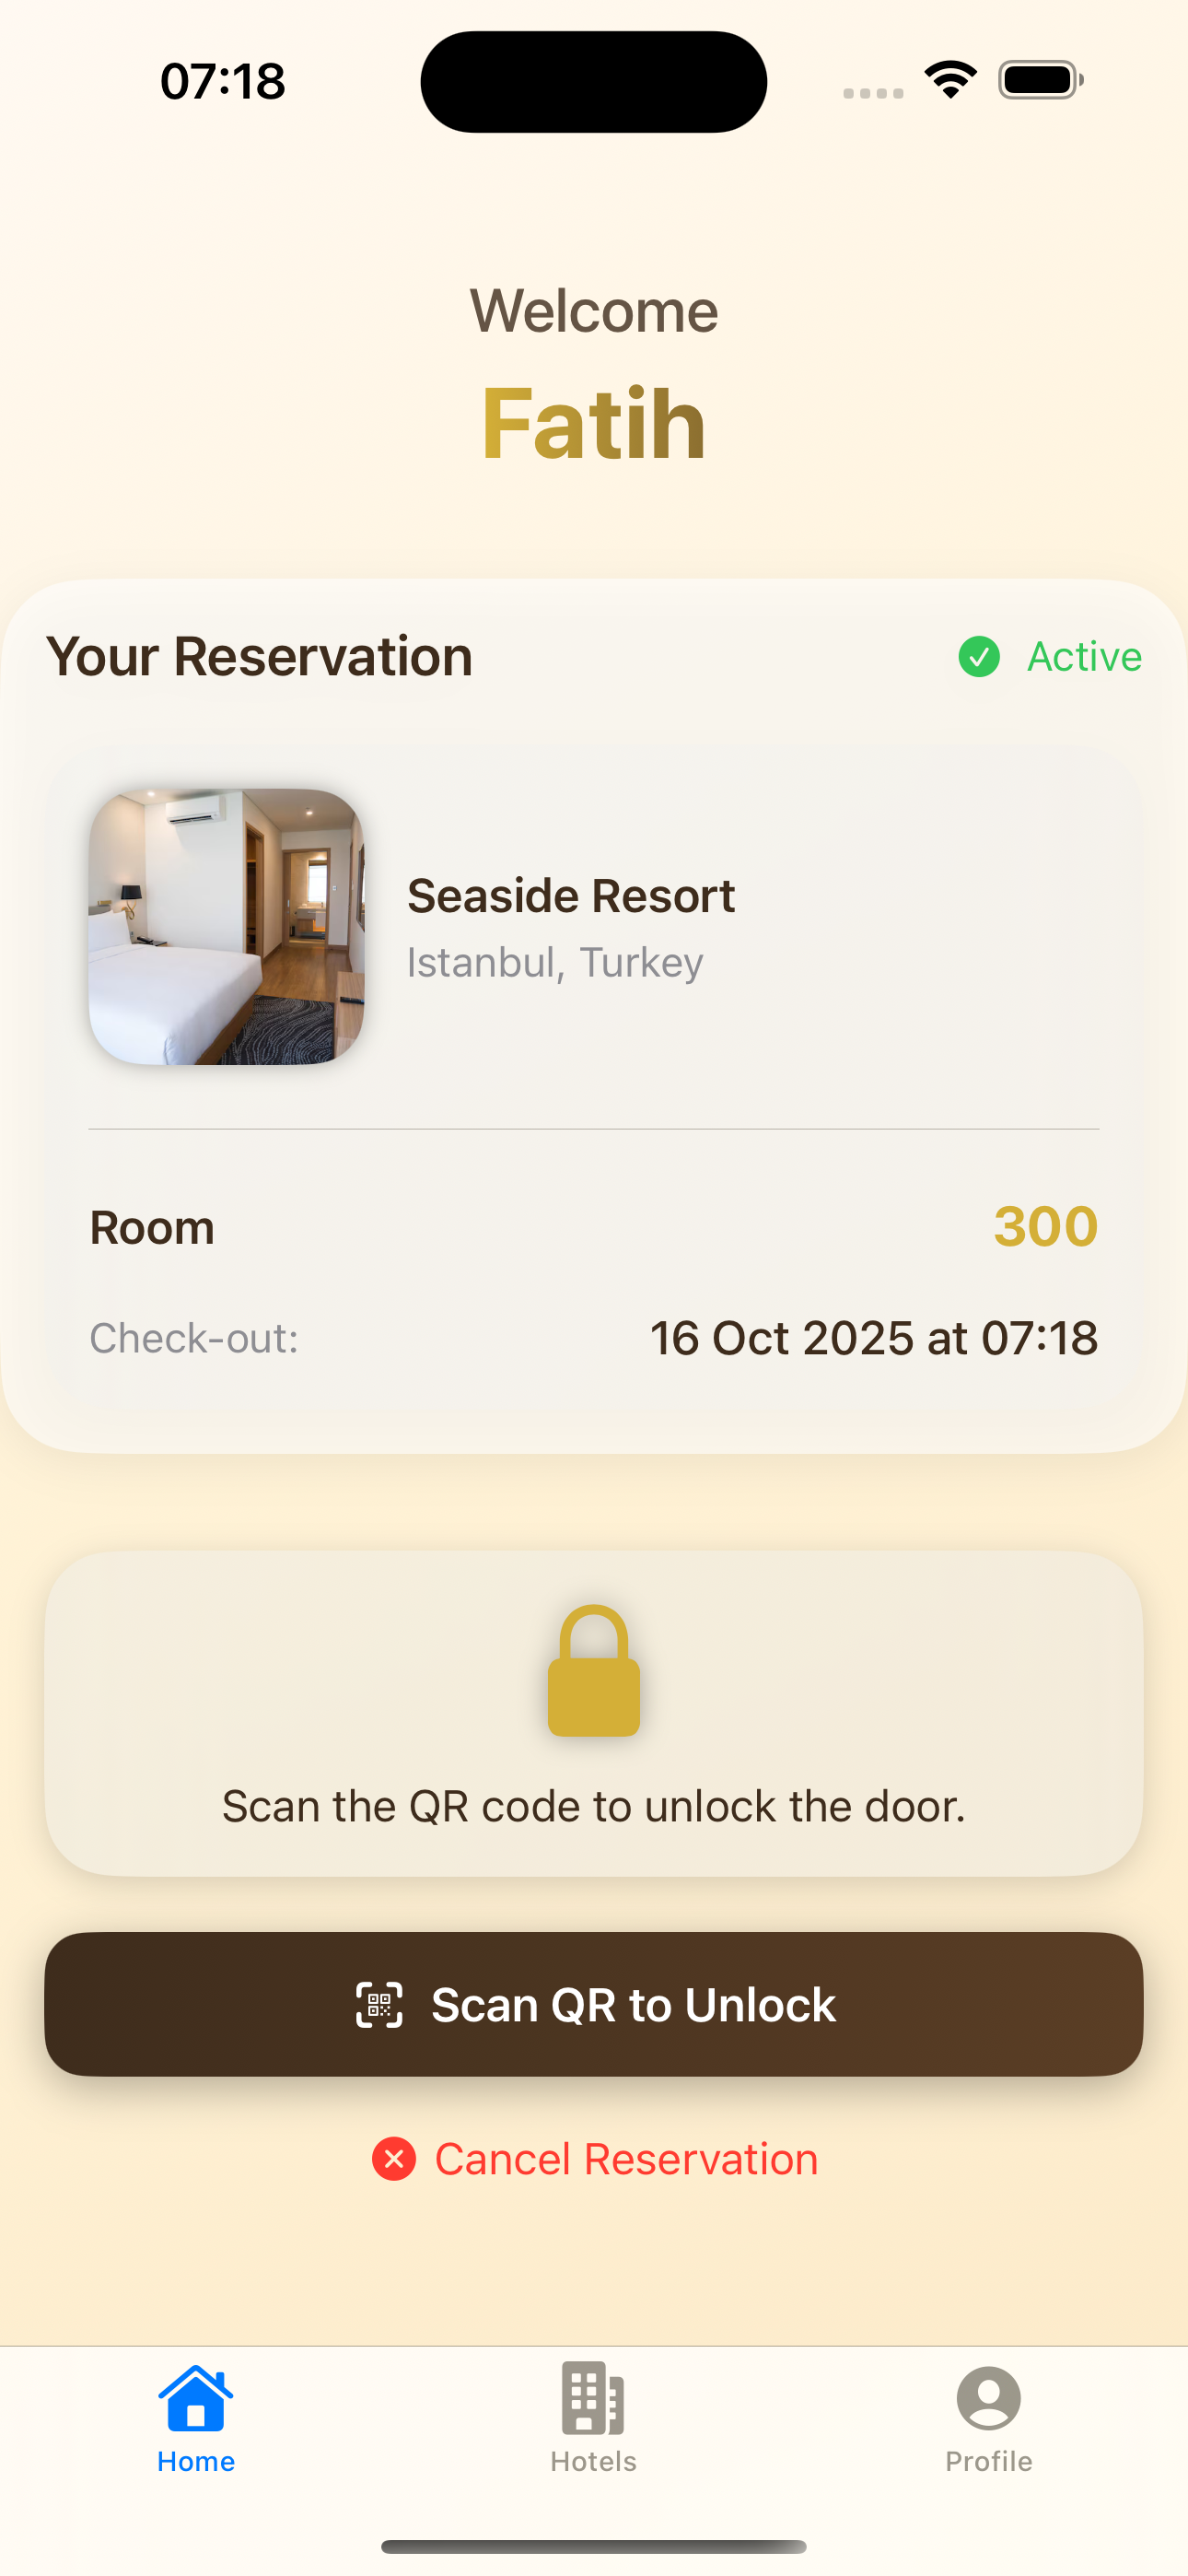 07:18
Welcome
Fatih
Your Reservation
Active
Seaside Resort
Istanbul, Turkey
Room
300
Check-out:
16 Oct 2025 at 07:18
Scan the QR code to unlock the door.
Scan QR to Unlock
Cancel Reservation
Home
Hotels
Profile